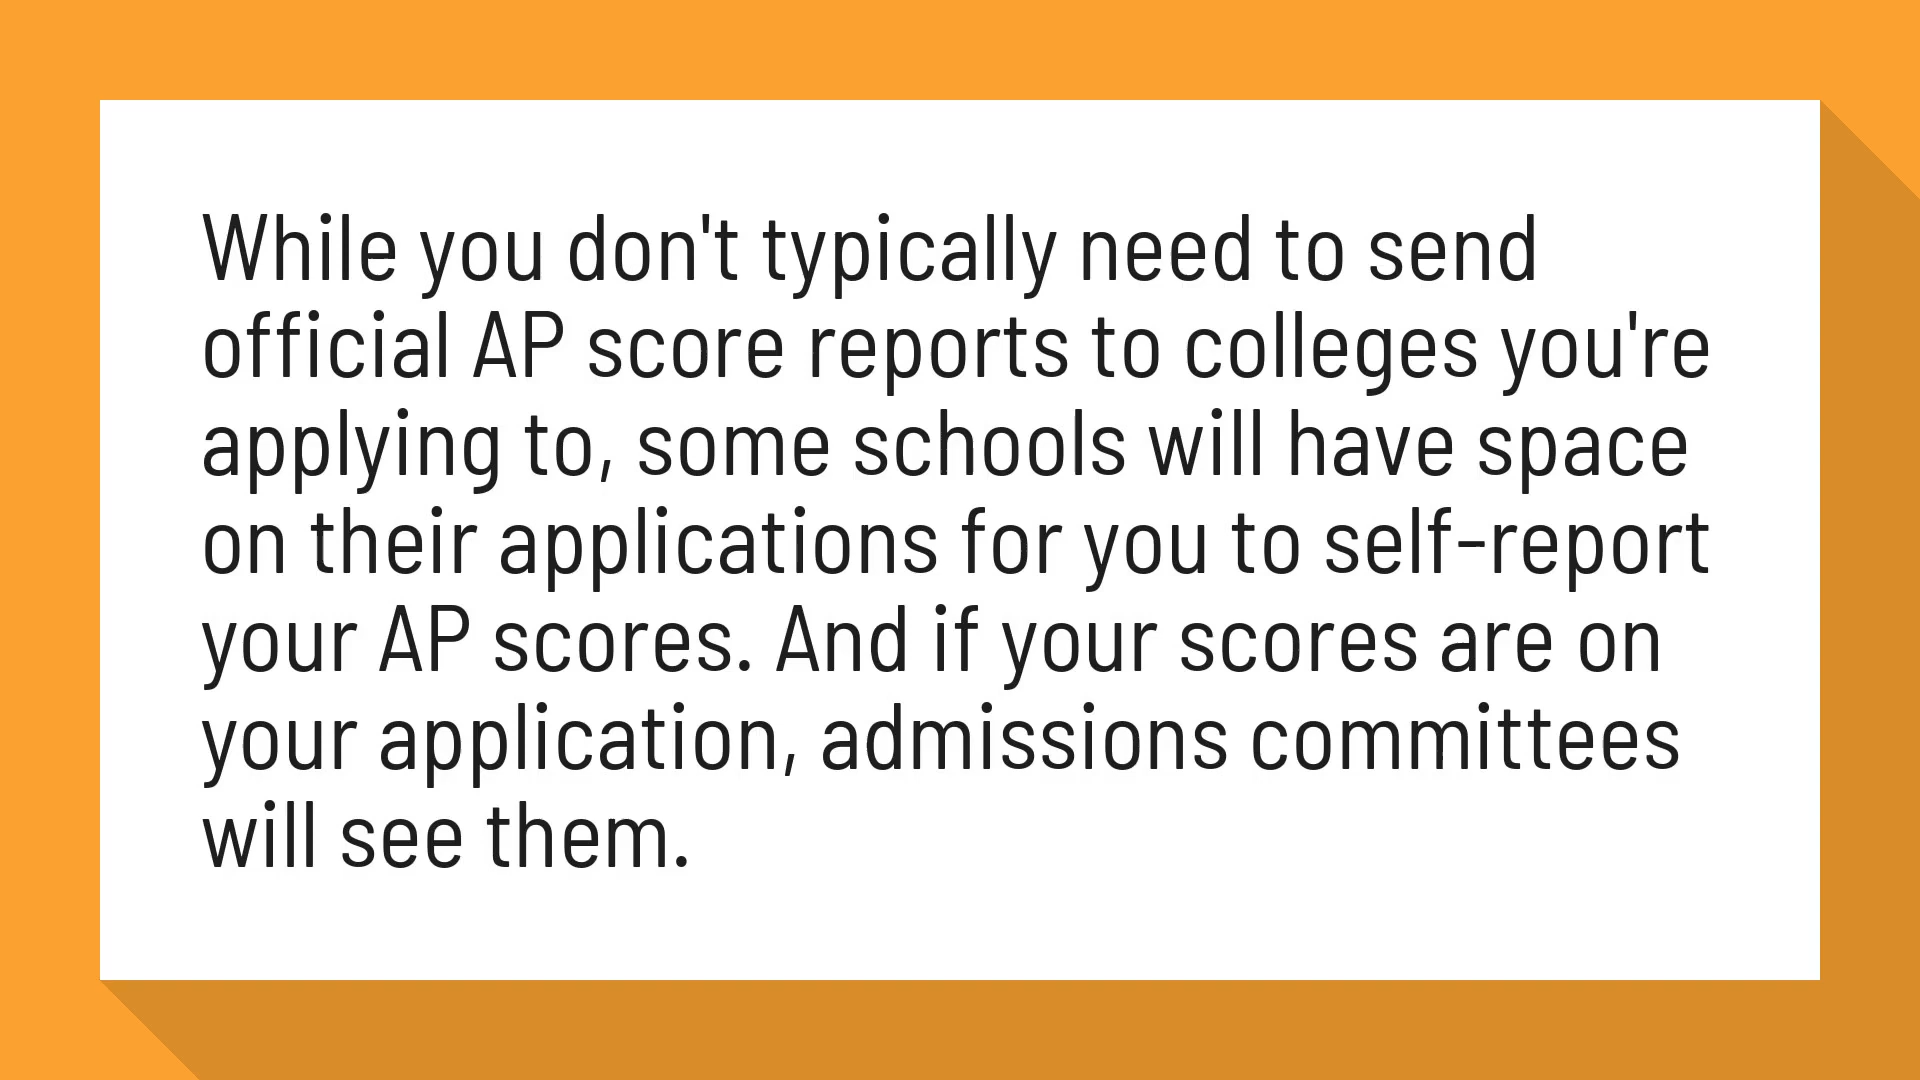 While you don't typically need to send
official AP score reports to colleges you're
applying to, some schools will have space
on their applications for you to self-report
your AP scores. And if your scores are on
your application, admissions committees
will see them.